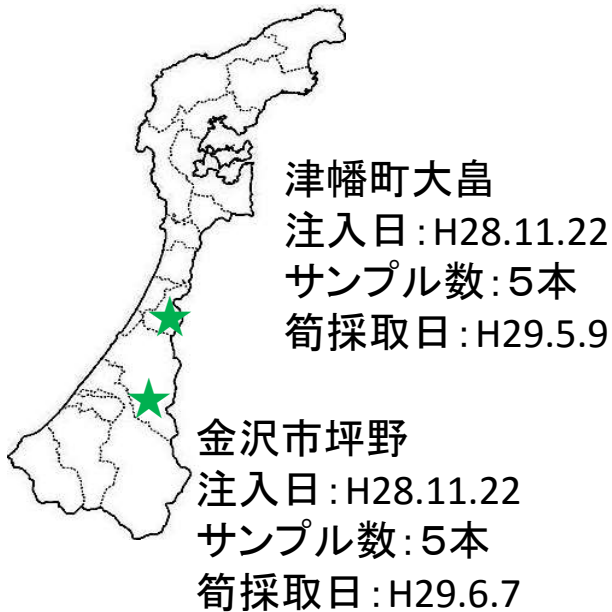 津幡町大畠
注入日：H28.11.22
サンプル数：５本
筍採取日：H29.5.9
金沢市坪野
注入日：H28.11.22
サンプル数：５本
筍採取日：H29.6.7